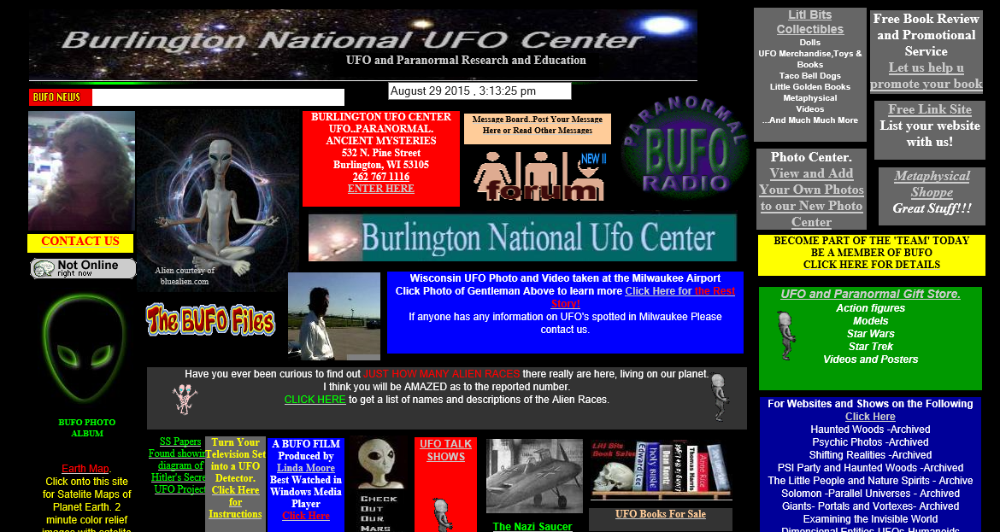 Burlington National UFO Center
UFO and Paranormal Research and Education
BUFO NEWS
August 29 2015 , 3:13:25 pm
CONTACT US
Not Online
right now
BUFO PHOTO
ALBUM
Earth Map.
Click onto this site
for Satelite Maps of
Planet Earth. 2
minute color relief
images with satelite
Alien courtesy of
bluealien.com
The BUFO Files
BURLINGTON UFO CENTER
UFO..PARANORMAL.
ANCIENT MYSTERIES
532 N. Pine Street
Burlington, WI 53105
262 767 1116
ENTER HERE
Message Board..Post Your Message
Here or Read Other Messages
NEW !!
forum
PARANORMAL
BUFO
RADIO
Burlington National Ufo Center
Wisconsin UFO Photo and Video taken at the Milwaukee Airport
Click Photo of Gentleman Above to learn more Click Here for the Rest
Story!
If anyone has any information on UFO's spotted in Milwaukee Please
contact us.
Have you ever been curious to find out JUST HOW MANY ALIEN RACES there really are here, living on our planet.
I think you will be AMAZED as to the reported number.
CLICK HERE to get a list of names and descriptions of the Alien Races.
SS Papers
Found showin
diagram of
Hitler's Secre
UFO Project
Turn Your
Television Set
into a UFO
Detector.
Click Here
for
Instructions
A BUFO FILM
Produced by
Linda Moore
Best Watched in
Windows Media
Player
Click Here
Check
Out
Our
Mars
UFO TALK
SHOWS
The Nazi Saucer
Litl Bits
Book Sales
Edward
holy Bible
Dean Koontz
Thomas Harris
Anne Rice
UFO Books For Sale
Litl Bits
Collectibles
Dolls
UFO Merchandise,Toys &
Books
Taco Bell Dogs
Little Golden Books
Metaphysical
Videos
...And Much Much More
Free Book Review
and Promotional
Service
Let us help u
promote your book
Free Link Site
List your website
with us!
Photo Center.
View and Add
Your Own Photos
to our New Photo
Center
Metaphysical
Shoppe
Great Stuff!!!
BECOME PART OF THE 'TEAM' TODAY
BE A MEMBER OF BUFO
CLICK HERE FOR DETAILS
UFO and Paranormal Gift Store.
Action figures
Models
Star Wars
Star Trek
Videos and Posters
For Websites and Shows on the Following
Click Here
Haunted Woods -Archived
Psychic Photos -Archived
Shifting Realities -Archived
PSI Party and Haunted Woods -Archived
The Little People and Nature Spirits - Archive
Solomon -Parallel Universes - Archived
Giants- Portals and Vortexes- Archived
Examining the Invisible World
Dimensional Entities-UFOs-Humanoids